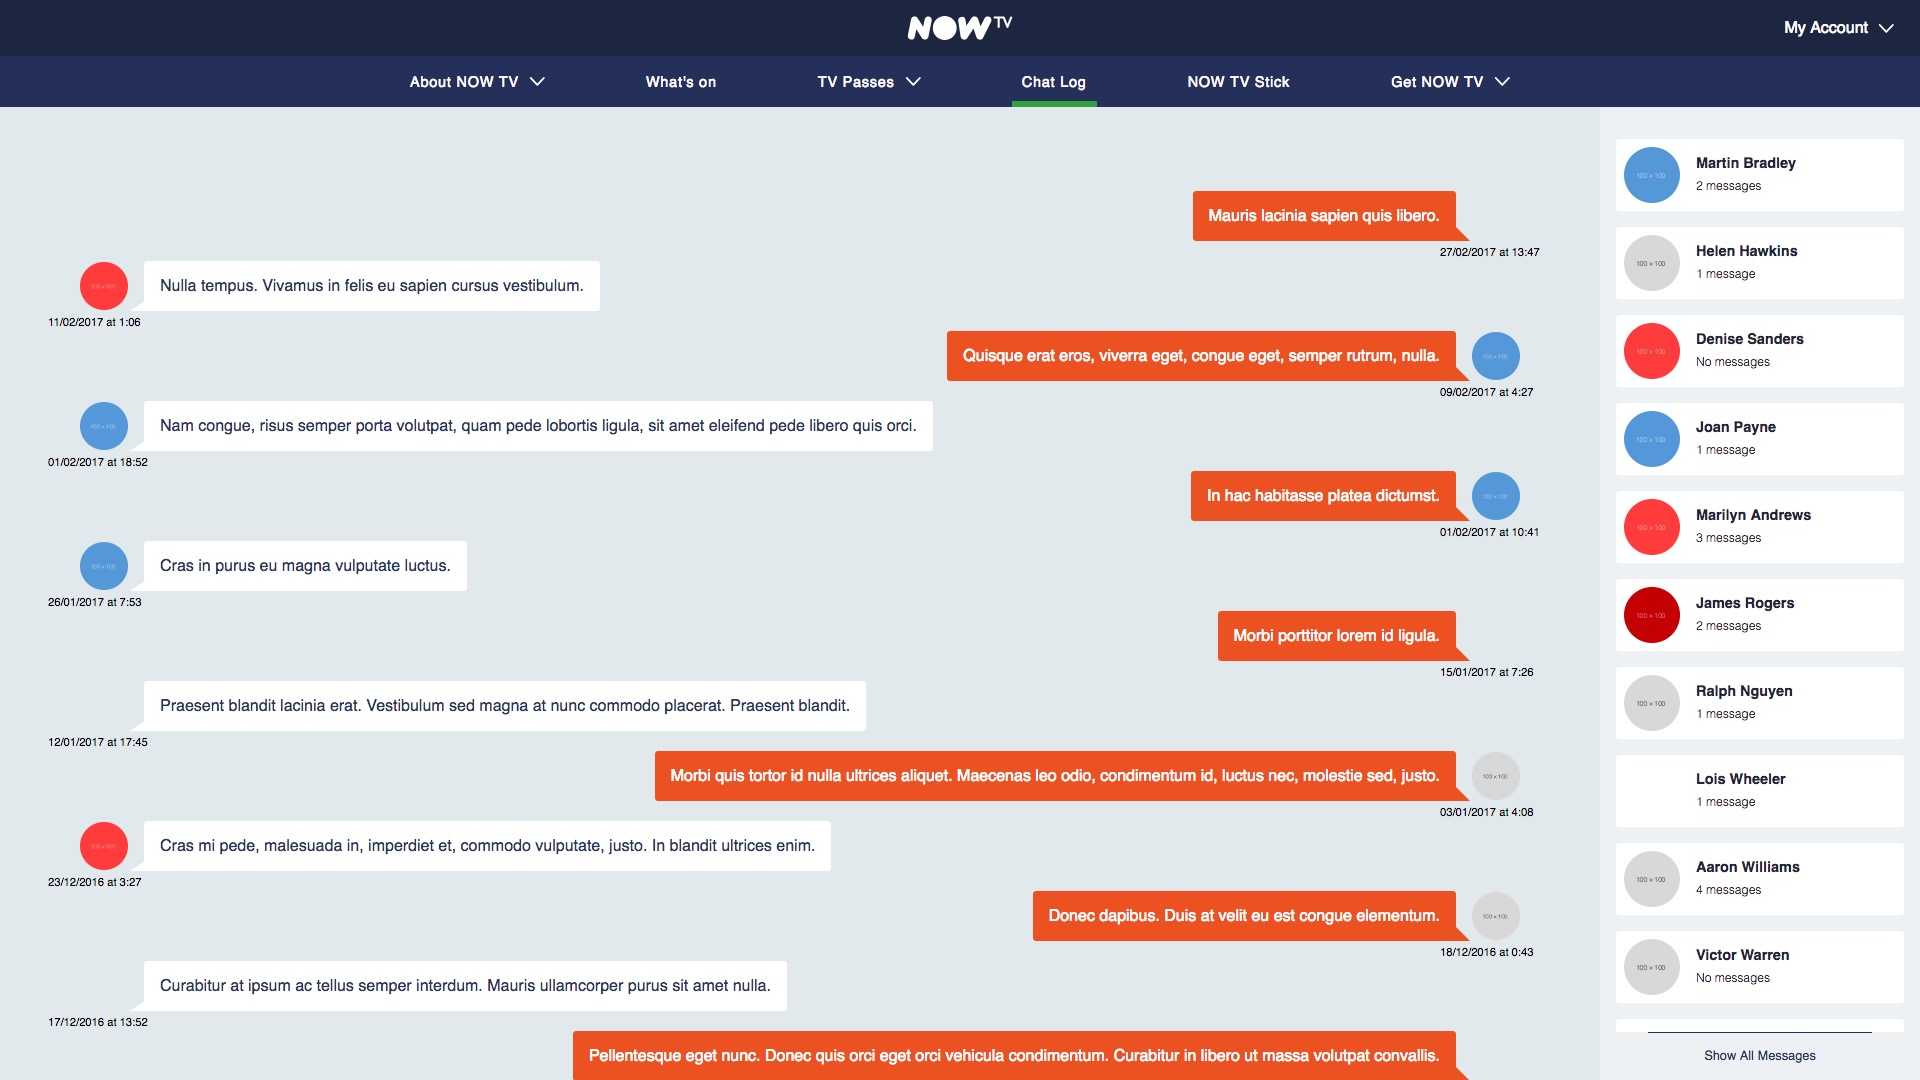 NOW TV
My Account
About NOW TV
What's on
TV Passes
Chat Log
NOW TV Stick
Get NOW TV
Mauris lacinia sapien quis libero.
27/02/2017 at 13:47
100 × 100
Nulla tempus. Vivamus in felis eu sapien cursus vestibulum.
11/02/2017 at 1:06
Quisque erat eros, viverra eget, congue eget, semper rutrum, nulla.
100 × 100
09/02/2017 at 4:27
100 × 100
Nam congue, risus semper porta volutpat, quam pede lobortis ligula, sit amet eleifend pede libero quis orci.
01/02/2017 at 18:52
In hac habitasse platea dictumst.
100 × 100
01/02/2017 at 10:41
100 × 100
Cras in purus eu magna vulputate luctus.
26/01/2017 at 7:53
Morbi porttitor lorem id ligula.
15/01/2017 at 7:26
Praesent blandit lacinia erat. Vestibulum sed magna at nunc commodo placerat. Praesent blandit.
12/01/2017 at 17:45
Morbi quis tortor id nulla ultrices aliquet. Maecenas leo odio, condimentum id, luctus nec, molestie sed, justo.
100 × 100
03/01/2017 at 4:08
100 × 100
Cras mi pede, malesuada in, imperdiet et, commodo vulputate, justo. In blandit ultrices enim.
23/12/2016 at 3:27
Donec dapibus. Duis at velit eu est congue elementum.
100 × 100
18/12/2016 at 0:43
Curabitur at ipsum ac tellus semper interdum. Mauris ullamcorper purus sit amet nulla.
17/12/2016 at 13:52
Pellentesque eget nunc. Donec quis orci eget orci vehicula condimentum. Curabitur in libero ut massa volutpat convallis.
100 × 100
Martin Bradley
2 messages
100 × 100
Helen Hawkins
1 message
100 × 100
Denise Sanders
No messages
100 × 100
Joan Payne
1 message
100 × 100
Marilyn Andrews
3 messages
100 × 100
James Rogers
2 messages
100 × 100
Ralph Nguyen
1 message
Lois Wheeler
1 message
100 × 100
Aaron Williams
4 messages
100 × 100
Victor Warren
No messages
Show All Messages